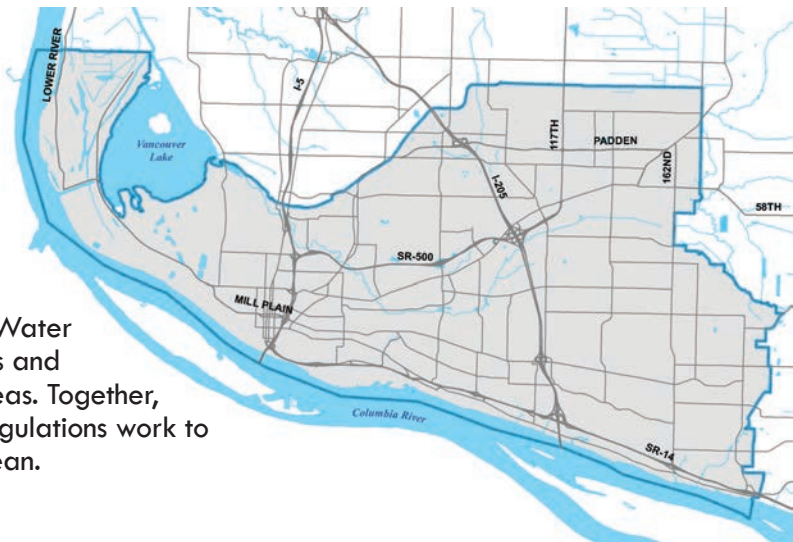 LOWER RIVER
I-5
Vancouver
Lake
117TH
PADDEN
162ND
I-205
58TH
SR-500
MILL PLAIN
Water
s and
eas. Together,
gulations work to
ean.
Columbia River
SR-14